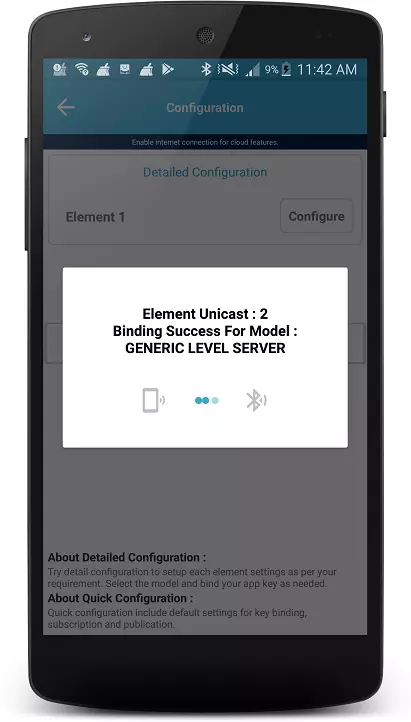 9% 11:42 AM
Configuration
Enable internet connection for cloud features.
Detailed Configuration
Element 1
Configure
Element Unicast : 2
Binding Success For Model :
GENERIC LEVEL SERVER
About Detailed Configuration :
Try detail configuration to setup each element settings as per your
requirement. Select the model and bind your app key as needed.
About Quick Configuration :
Quick configuration include default settings for key binding,
subscription and publication.